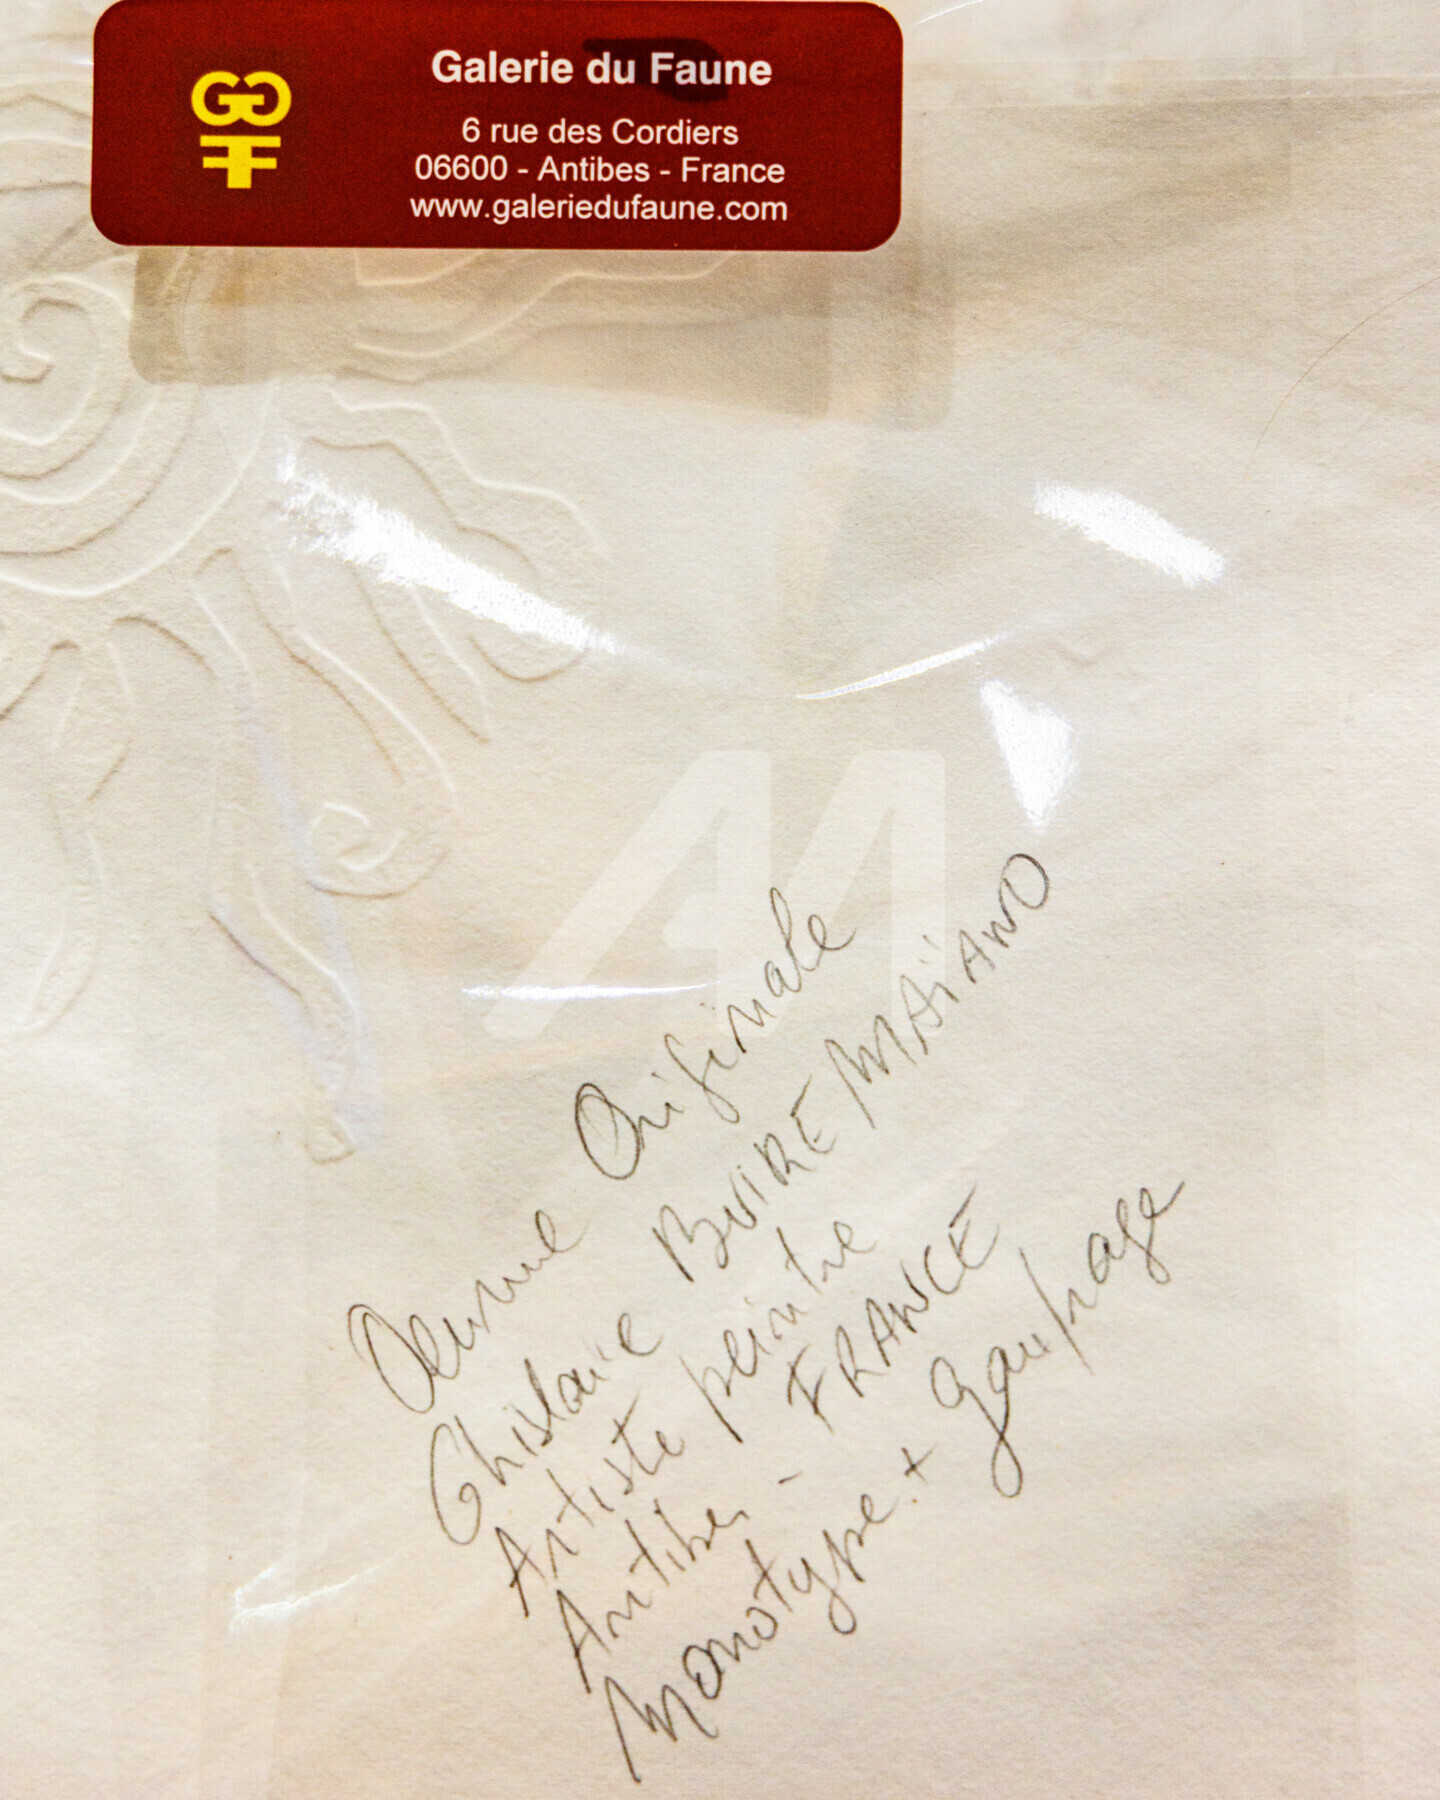 Galerie du Faune
6 rue des Cordiers
06600 - Antibes - France
www.galeriedufaune.com
Oeuvre Originale
Ghislaine BUIRE MAiANO
Artiste peintre
Antibes - FRANCE
Monotype + gaufrage